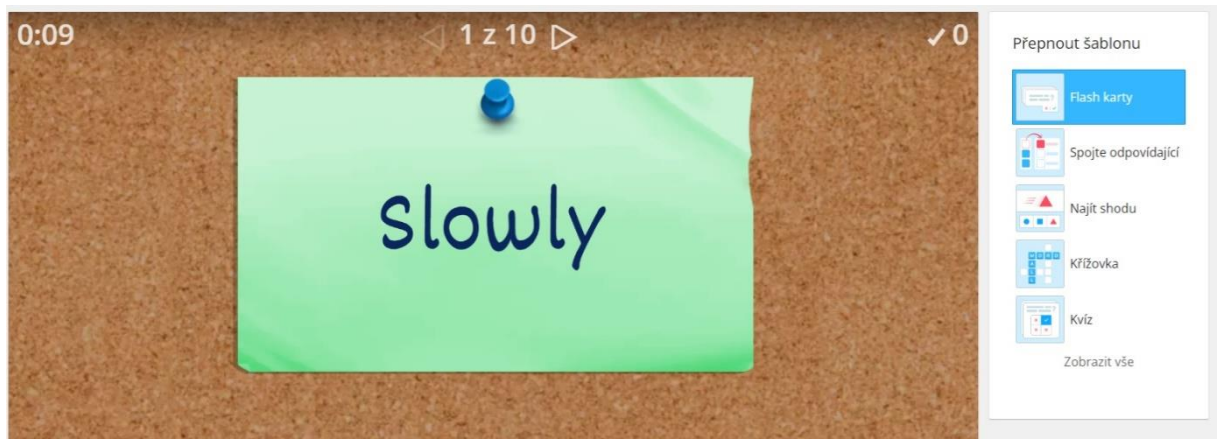 0:09
1 z 10
0
slowly
Přepnout šablonu
Flash karty
Spojte odpovídající
Najít shodu
Křížovka
Kvíz
Zobrazit vše